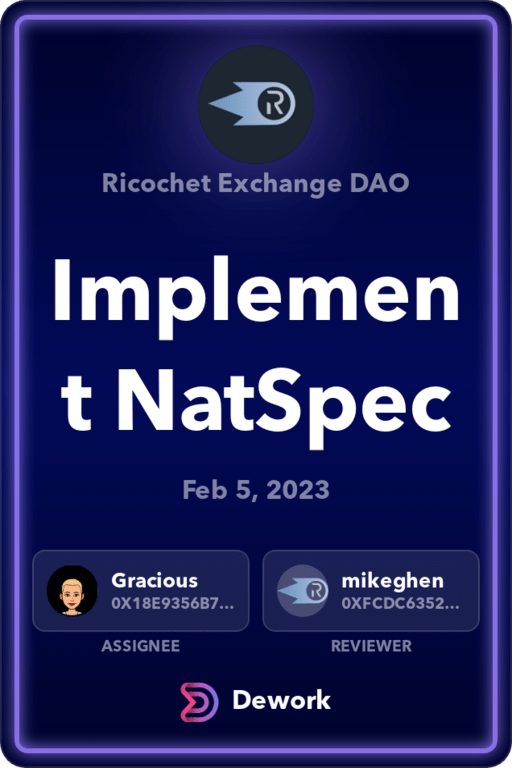 R
Ricochet Exchange DAO
Implemen
t NatSpec
Feb 5, 2023
Gracious
0X18E9356B7...
ASSIGNEE
R
mikeghen
0XFCDC6352...
REVIEWER
Dework